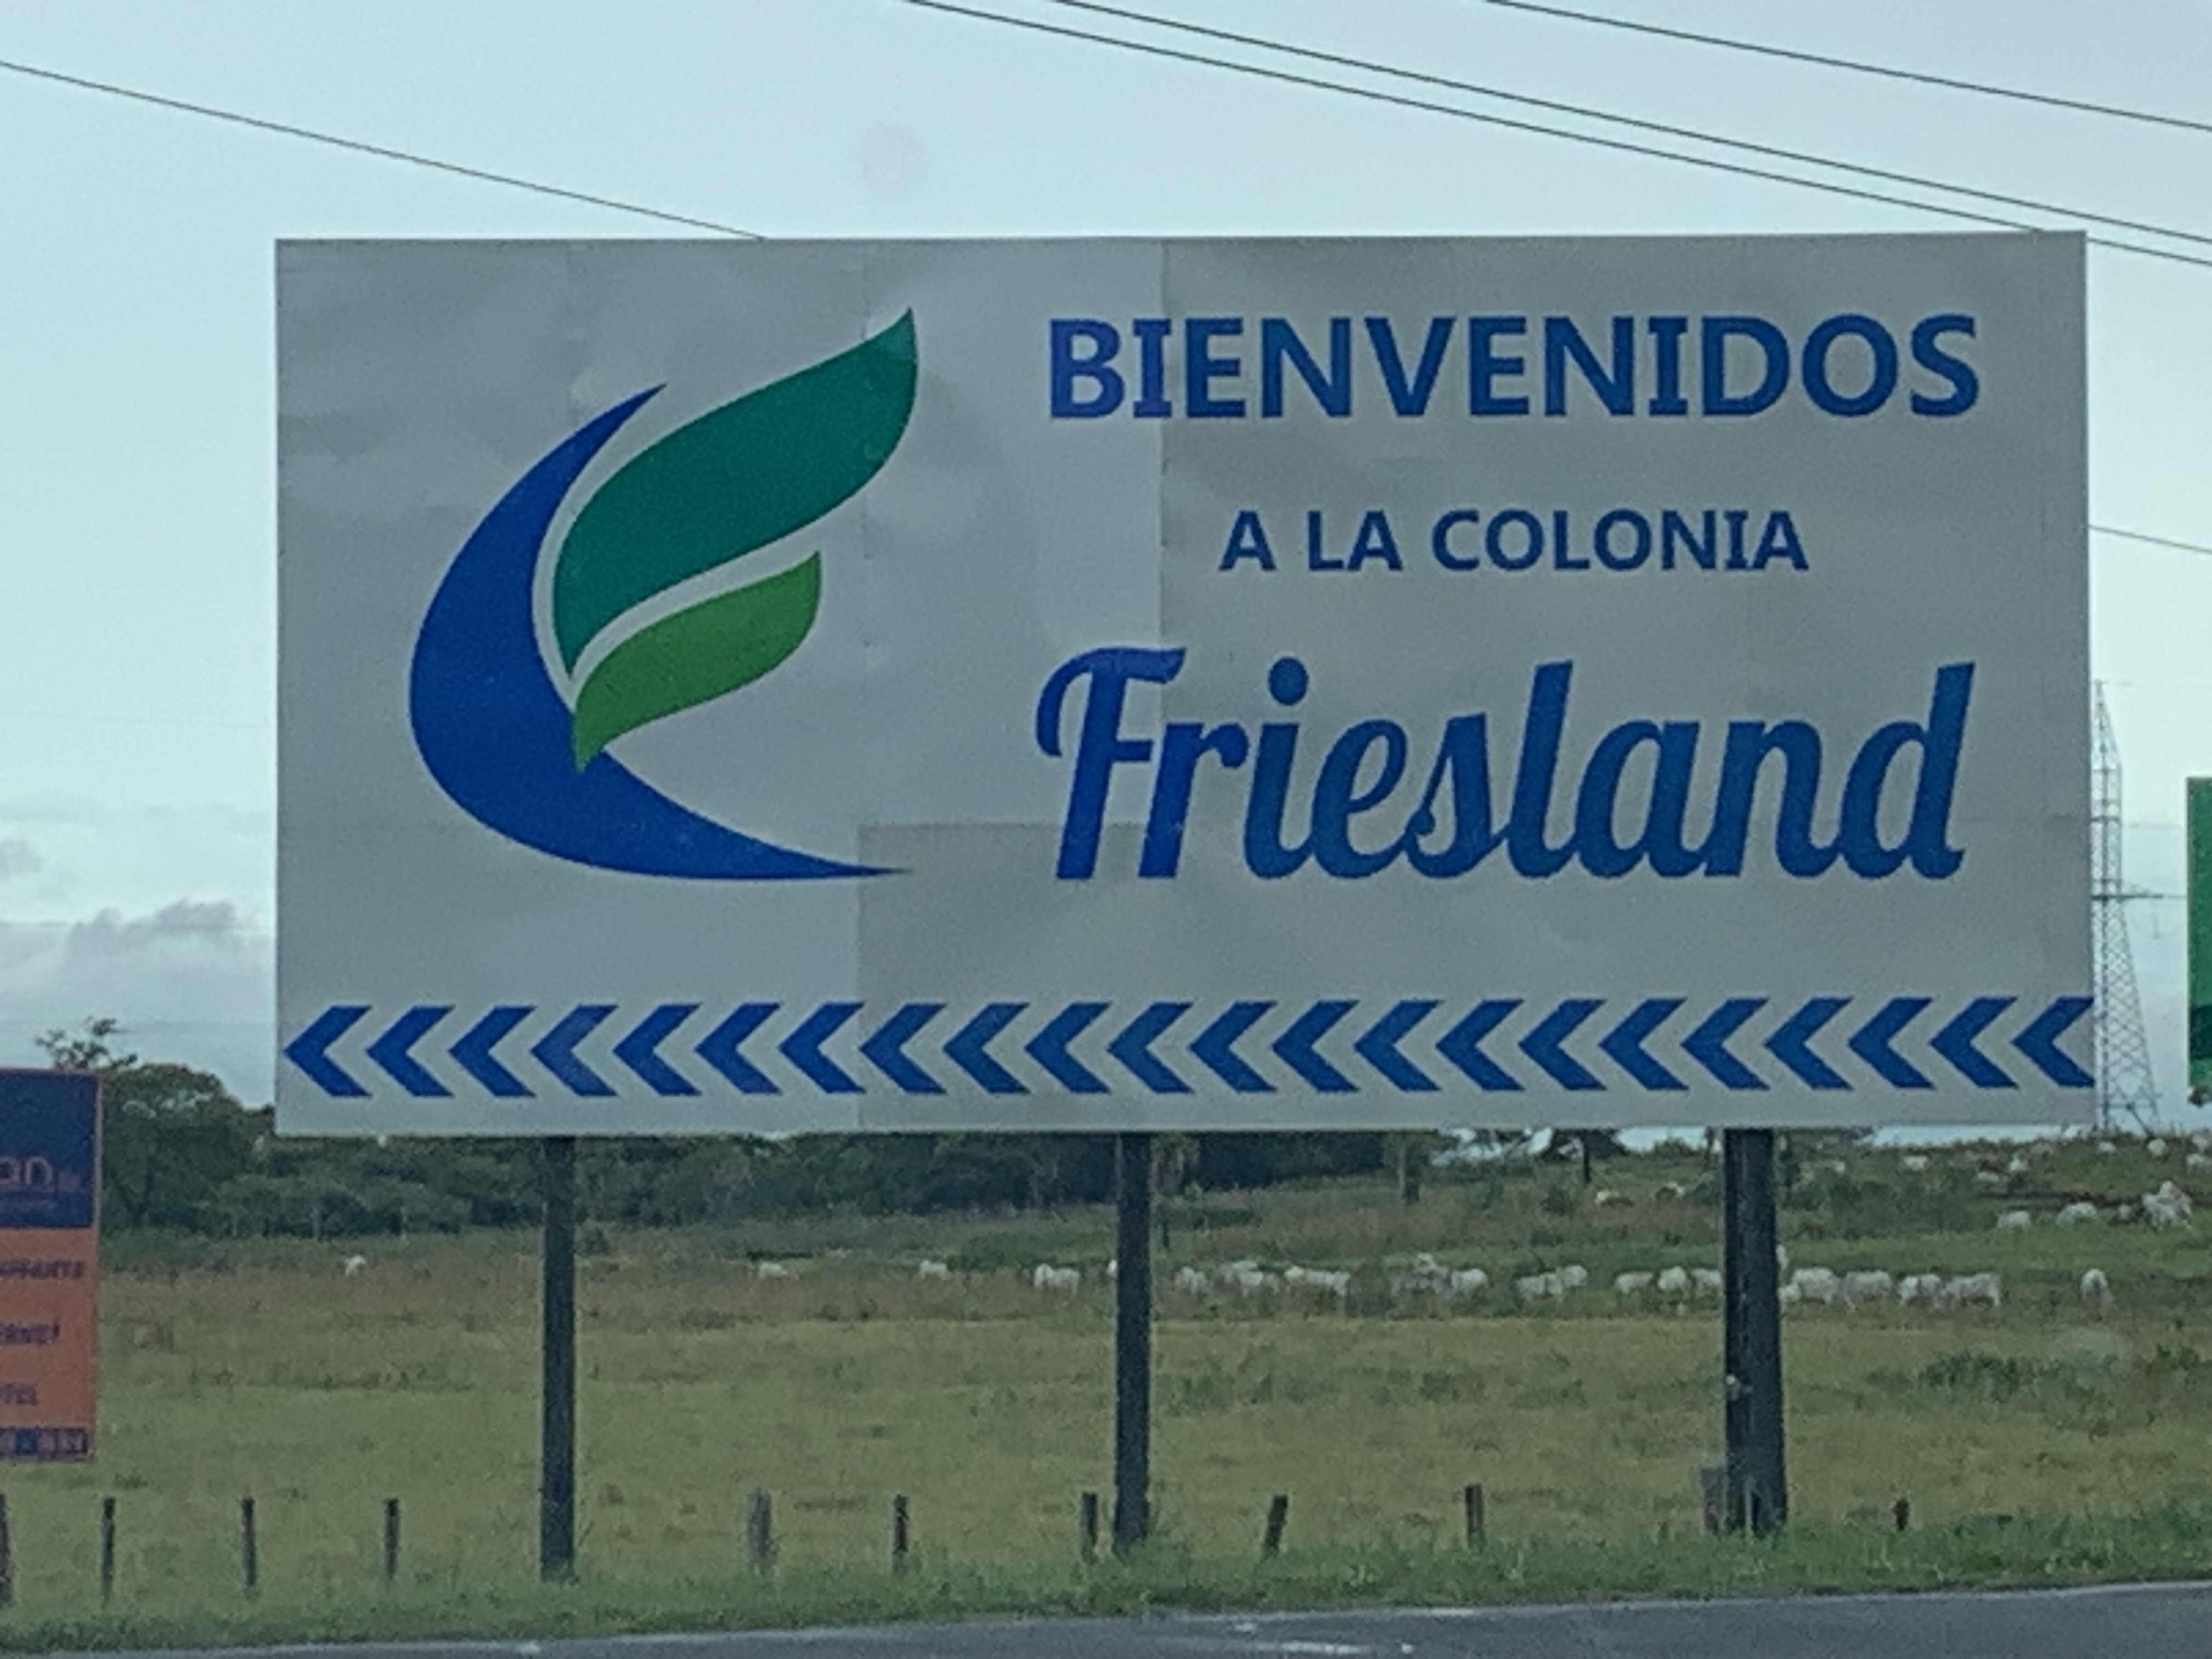 BIENVENIDOS
A LA COLONIA
Friesland